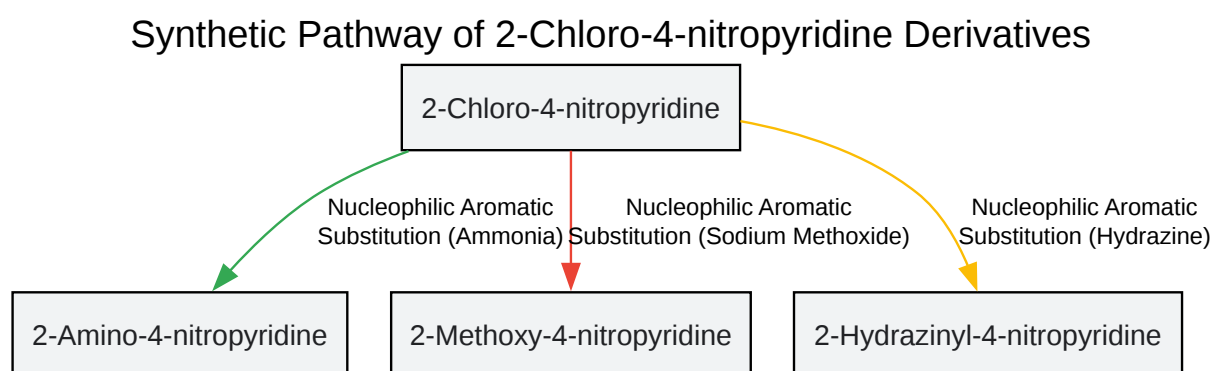 Synthetic Pathway of 2-Chloro-4-nitropyridine Derivatives
2-Chloro-4-nitropyridine
Nucleophilic Aromatic
Substitution (Ammonia)
Nucleophilic Aromatic
Substitution (Sodium Methoxide)
Nucleophilic Aromatic
Substitution (Hydrazine)
2-Amino-4-nitropyridine
2-Methoxy-4-nitropyridine
2-Hydrazinyl-4-nitropyridine